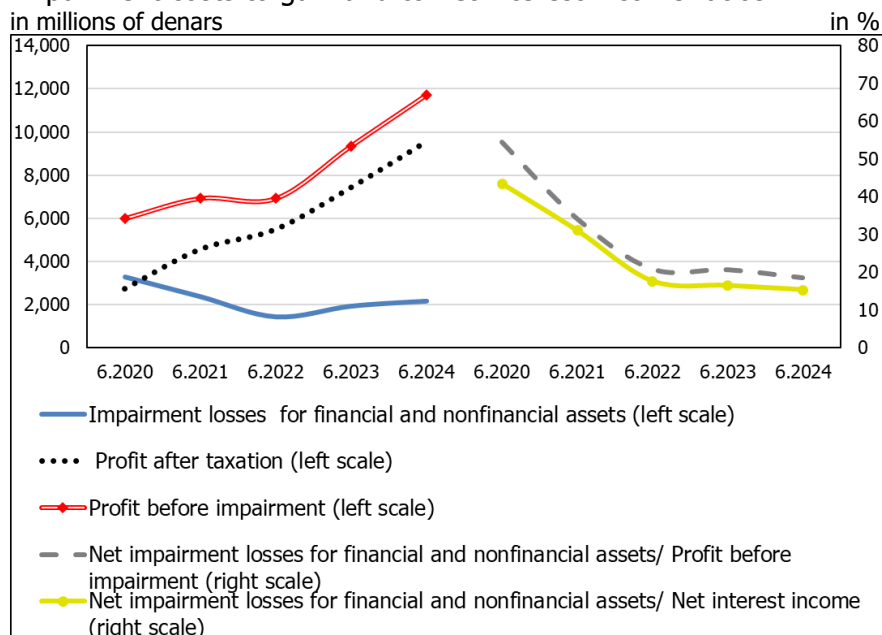 in millions of denars in %
14,000 80
12,000 70
10,000 60
8,000 50
6,000 40
4,000 30
2,000 20
0 10
0
6.2020 6.2021 6.2022 6.2023 6.2024 6.2020 6.2021 6.2022 6.2023 6.2024
Impairment losses for financial and nonfinancial assets (left scale)
Profit after taxation (left scale)
Profit before impairment (left scale)
Net impairment losses for financial and nonfinancial assets/ Profit before
impairment (right scale)
Net impairment losses for financial and nonfinancial assets/ Net interest income
(right scale)